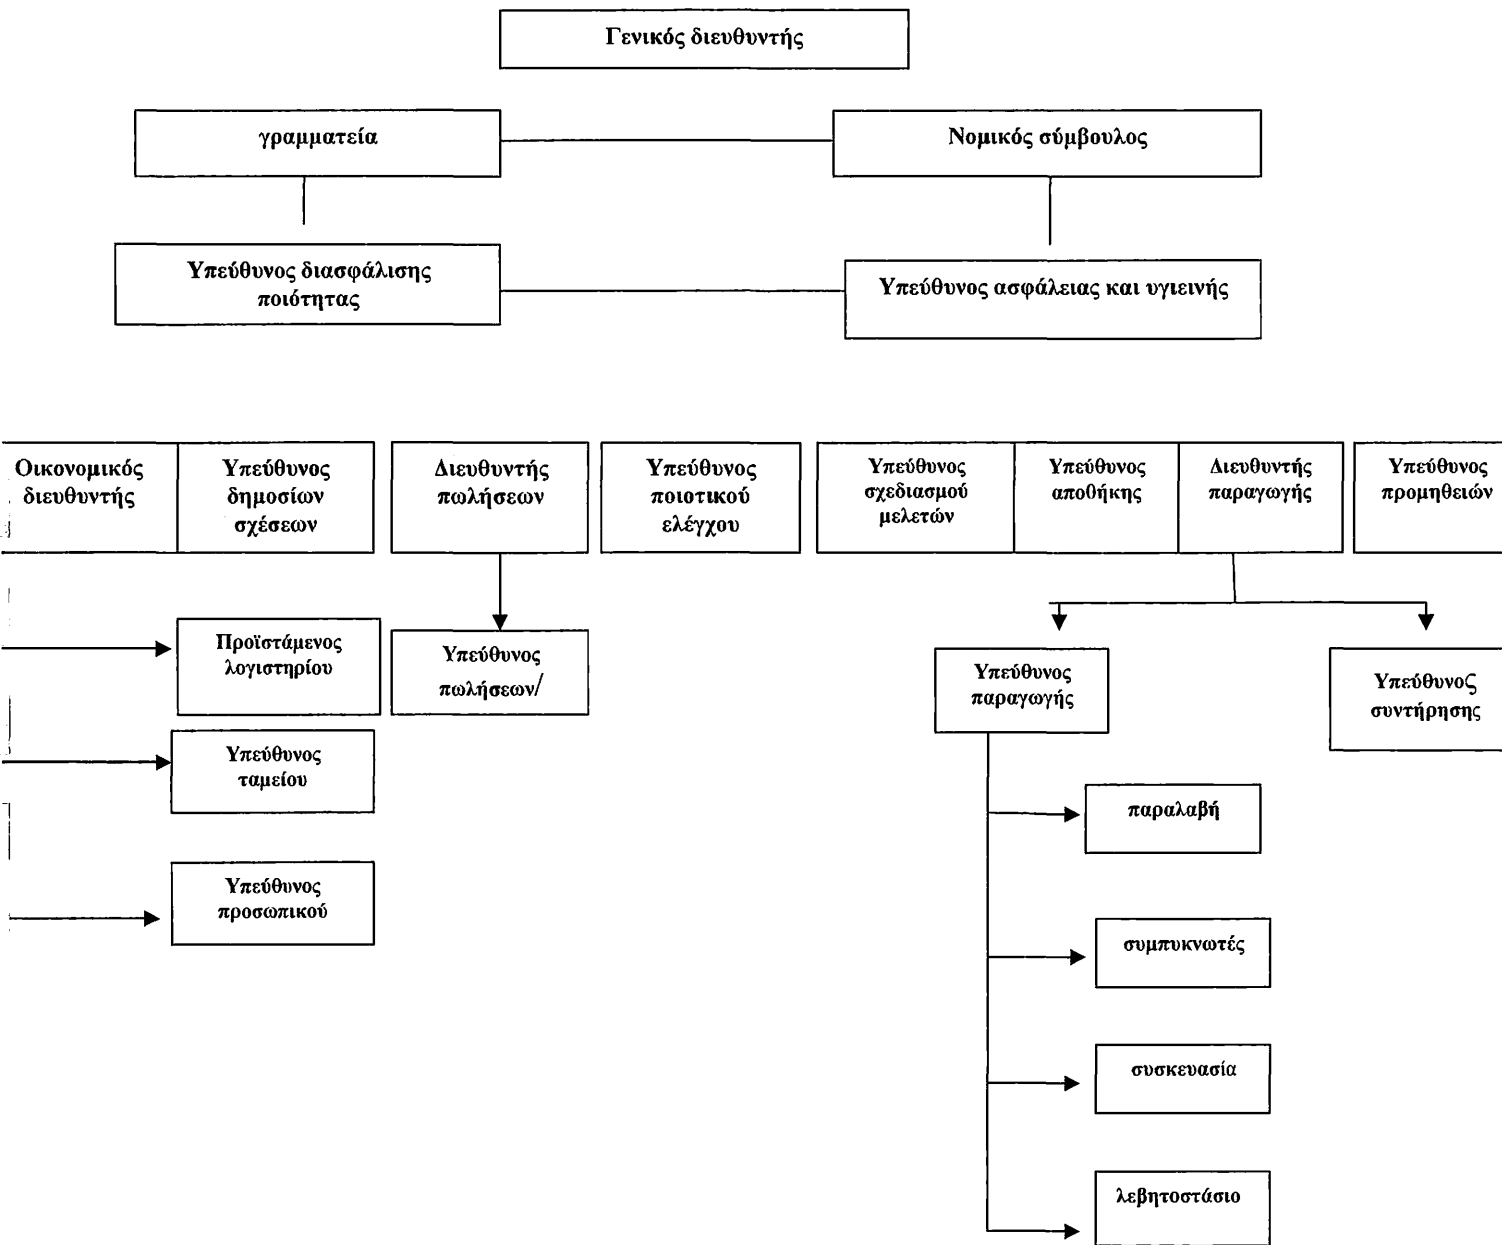 Γενικός διευθυντής
γραμματεία
Νομικός σύμβουλος
Υπεύθυνος διασφάλισης
ποιότητας
Υπεύθυνος ασφάλειας και υγιεινής
Οικονομικός
διευθυντής
Υπεύθυνος
δημοσίων
σχέσεων
Διευθυντής
πωλήσεων
Υπεύθυνος
ποιοτικού
ελέγχου
Υπεύθυνος
σχεδιασμού
μελετών
Υπεύθυνος
αποθήκης
Διευθυντής
παραγωγής
Υπεύθυνος
προμηθειών
Προϊστάμενος
λογιστηρίου
Υπεύθυνος
πωλήσεων/
Υπεύθυνος
παραγωγής
Υπεύθυνος
συντήρησης
Υπεύθυνος
ταμείου
παραλαβή
Υπεύθυνος
προσωπικού
συμπυκνωτές
συσκευασία
λεβητοστάσιο